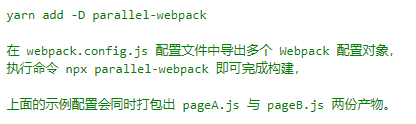 yarn add -D parallel-webpack
在 webpack.config.js 配置文件中导出多个 Webpack 配置对象，
执行命令 npx parallel-webpack 即可完成构建，
上面的示例配置会同时打包出 pageA.js 与 pageB.js 两份产物。